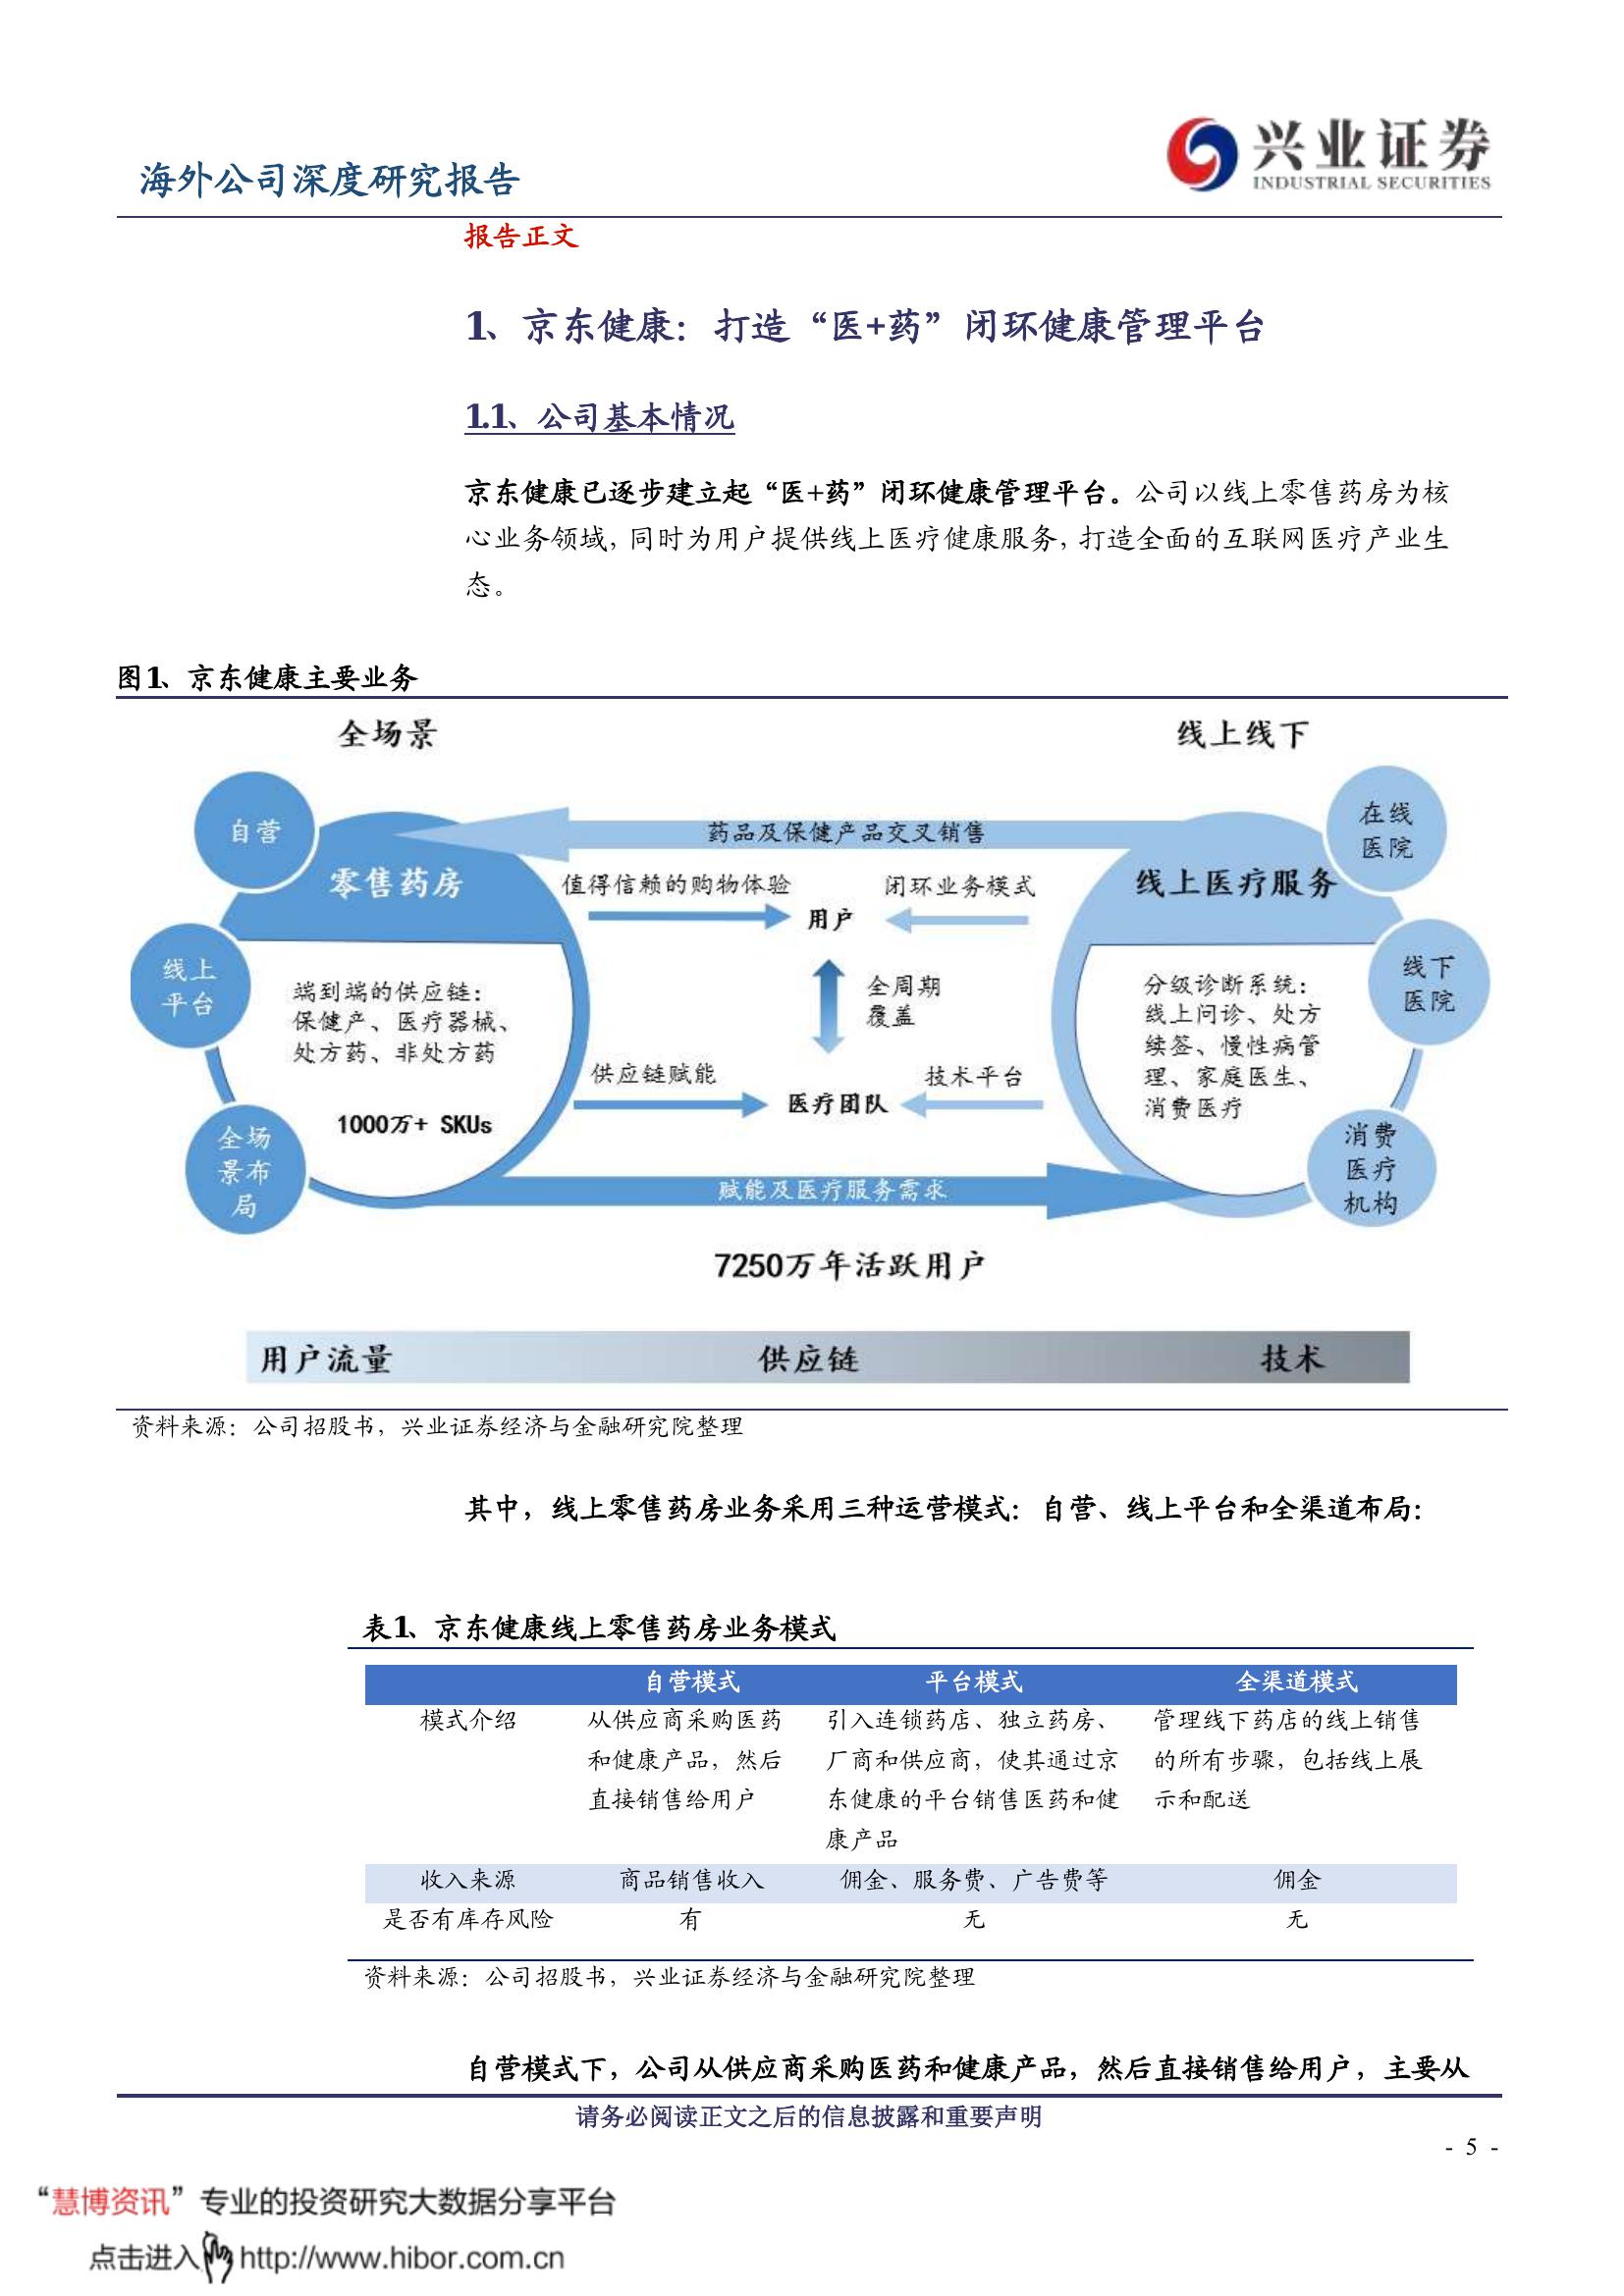 海外公司深度研究报告
兴业证券
INDUSTRIAL SECURITIES
报告正文
1、京东健康：打造“医+药”闭环健康管理平台
1.1、公司基本情况
京东健康已逐步建立起“医+药”闭环健康管理平台。公司以线上零售药房为核
心业务领域，同时为用户提供线上医疗健康服务，打造全面的互联网医疗产业生
态。
图1、京东健康主要业务
全场景
线上线下
自营
线上
平台
全场
景布
局
零售药房
端到端的供应链：
保健产、医疗器械、
处方药、非处方药
1000万+ SKUs
药品及保健产品交叉销售
值得信赖的购物体验
闭环业务模式
用户
全周期
覆盖
供应链赋能
技术平台
医疗团队
赋能及医疗服务需求
线上医疗服务
分级诊断系统：
线上问诊、处方
续签、慢性病管
理、家庭医生、
消费医疗
在线
医院
线下
医院
消费
医疗
机构
7250万年活跃用户
用户流量 供应链 技术
资料来源：公司招股书，兴业证券经济与金融研究院整理
其中，线上零售药房业务采用三种运营模式：自营、线上平台和全渠道布局：
表1、京东健康线上零售药房业务模式
自营模式 平台模式 全渠道模式
模式介绍 从供应商采购医药 引入连锁药店、独立药房、 管理线下药店的线上销售
和健康产品，然后 厂商和供应商，使其通过京 的所有步骤，包括线上展
直接销售给用户 东健康的平台销售医药和健 示和配送
康产品
收入来源 商品销售收入 佣金、服务费、广告费等 佣金
是否有库存风险 有 无 无
资料来源：公司招股书，兴业证券经济与金融研究院整理
自营模式下，公司从供应商采购医药和健康产品，然后直接销售给用户，主要从
请务必阅读正文之后的信息披露和重要声明
- 5 -
“慧博资讯”专业的投资研究大数据分享平台
点击进入 http://www.hibor.com.cn